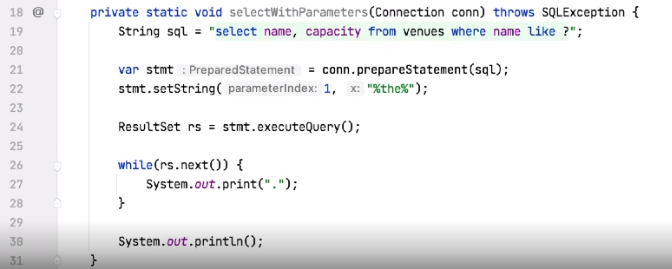 18 @ private static void selectWithParameters(Connection conn) throws SQLException {
19 String sql = "select name, capacity from venues where name like ?";
20
21 var stmt : PreparedStatement = conn.prepareStatement(sql);
22 stmt.setString( parameterIndex: 1, x: "%the%");
23
24 ResultSet rs = stmt.executeQuery();
25
26 while(rs.next()) {
27 System.out.print(".");
28 }
29
30 System.out.println();
31 }